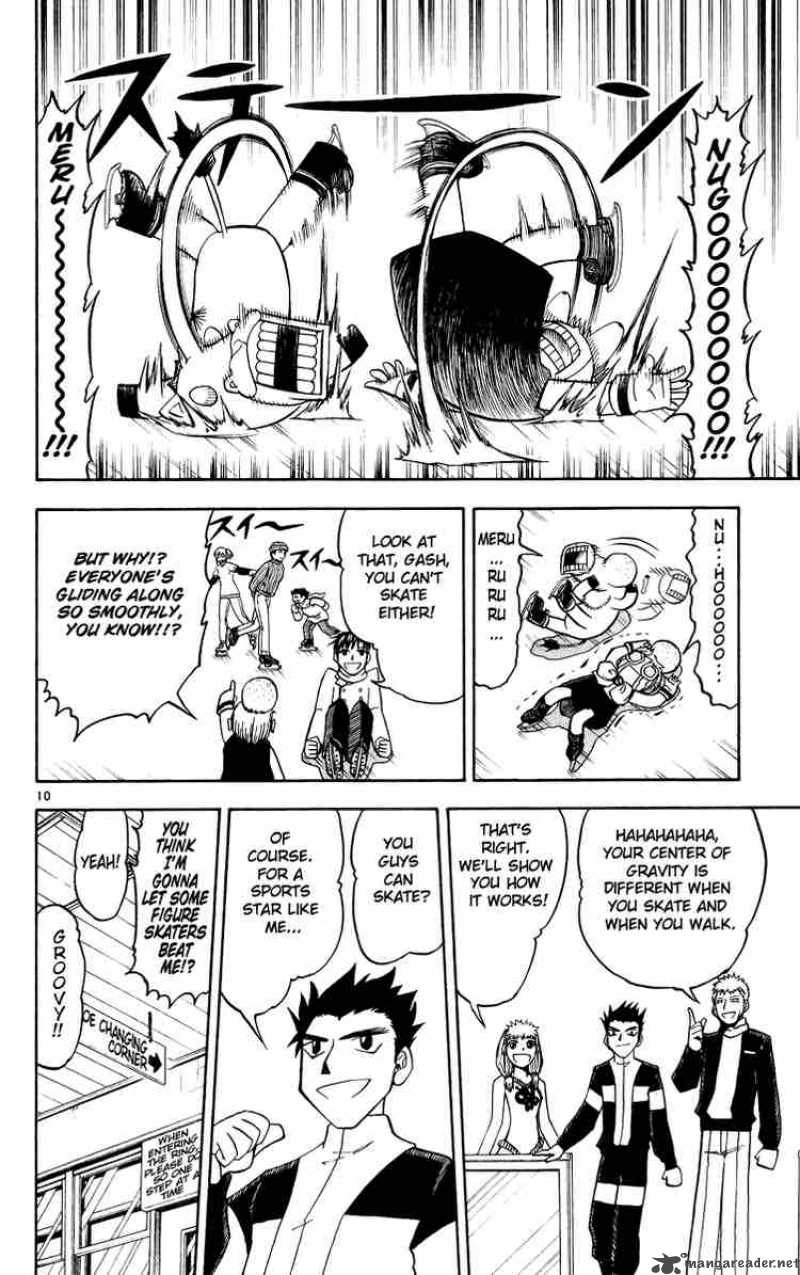 ステーーン
NUGOOOOOOOOO!!!
MERU~~~~~~!!!
NU...HOOOOOO...
MERU
...
RU
RU
RU
...
LOOK AT
THAT, GASH,
YOU CAN'T
SKATE
EITHER!
スイ~
スイ~
BUT WHY!?
EVERYONE'S
GLIDING ALONG
SO SMOOTHLY,
YOU KNOW!!?
10
HAHAHAHAHA,
YOUR CENTER OF
GRAVITY IS
DIFFERENT WHEN
YOU SKATE AND
WHEN YOU WALK.
THAT'S
RIGHT.
WE'LL SHOW
YOU HOW
IT WORKS!
YOU
GUYS
CAN
SKATE?
OF
COURSE.
FOR A
SPORTS
STAR LIKE
ME...
YOU
THINK
I'M
GONNA
LET SOME
FIGURE
SKATERS
BEAT
ME!?
YEAH!
GROOVY!!
OE CHANGING
CORNER
WHEN
ENTERING
THE RING,
PLEASE DO
SO ONE
STEP AT A
TIME
mangareader.net